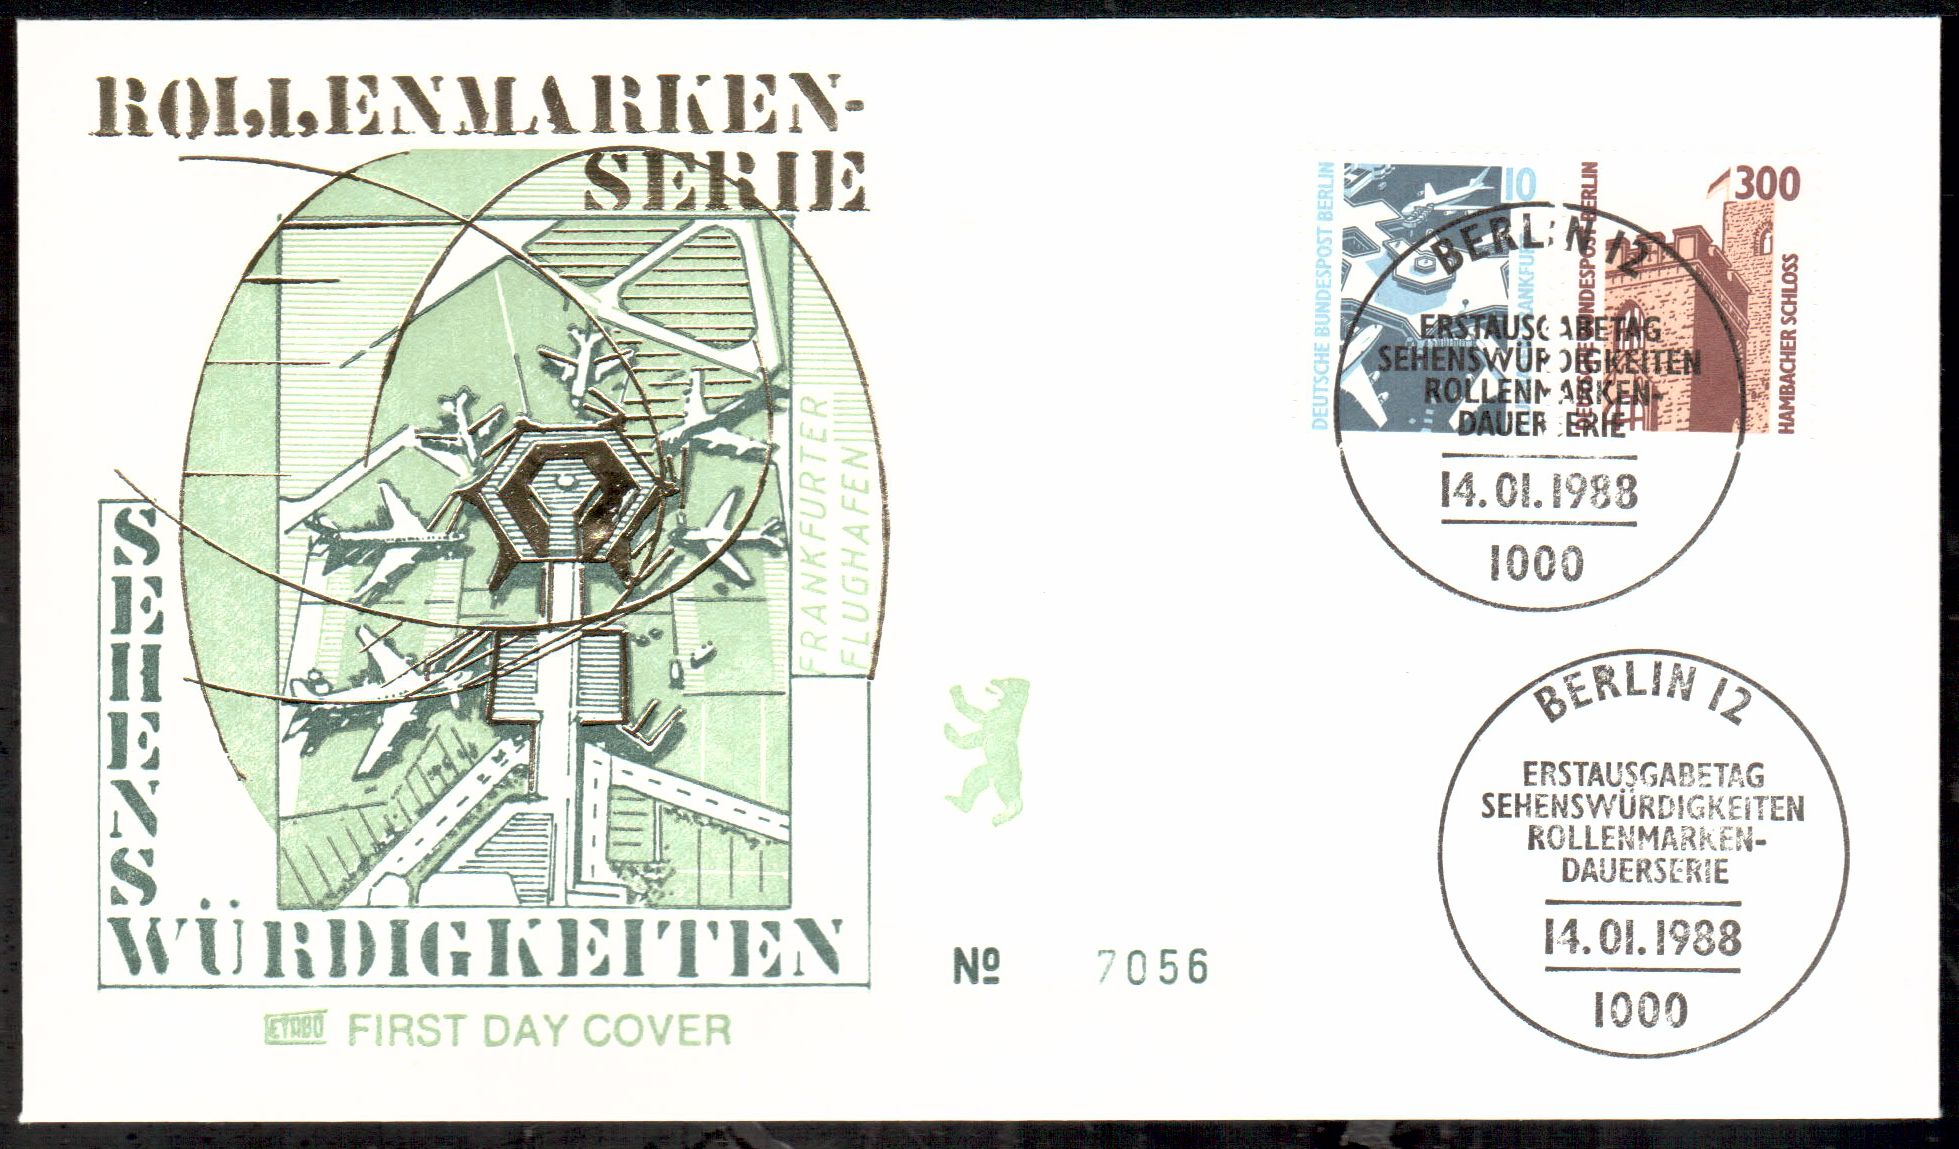 ROLLENMARKEN-
SERIE
SEHENS
WÜRDIGKEITEN
FRANKFURTER
FLUGHAFEN
ETABÖ FIRST DAY COVER
Nº 7056
DEUTSCHE BUNDESPOST BERLIN
10
DEUTSCHE BUNDESPOST BERLIN
300
HAMBACHER SCHLOSS
BERLIN 12
ERSTAUSGABETAG
SEHENSWÜRDIGKEITEN
ROLLENMARKEN-
DAUERSERIE
14.01.1988
1000
BERLIN 12
ERSTAUSGABETAG
SEHENSWÜRDIGKEITEN
ROLLENMARKEN-
DAUERSERIE
14.01.1988
1000